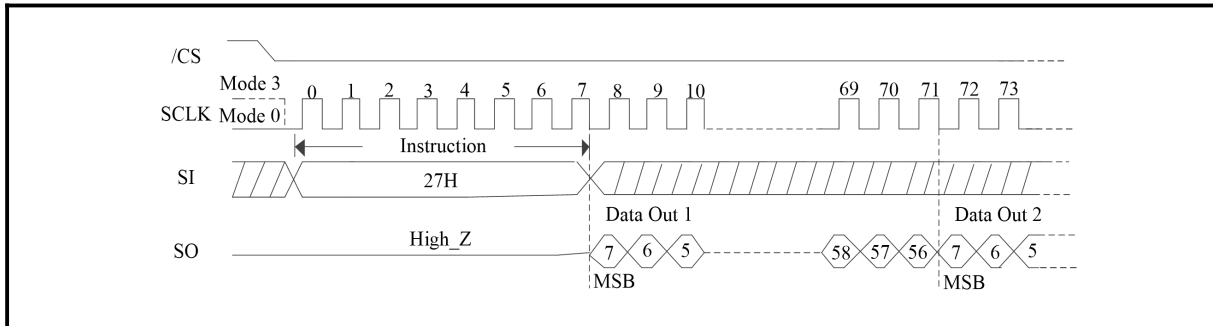 /CS
Mode 3
SCLK Mode 0 0 1 2 3 4 5 6 7 8 9 10 69 70 71 72 73
Instruction
SI 27H
Data Out 1 Data Out 2
SO High_Z 7 6 5 58 57 56 7 6 5
MSB MSB